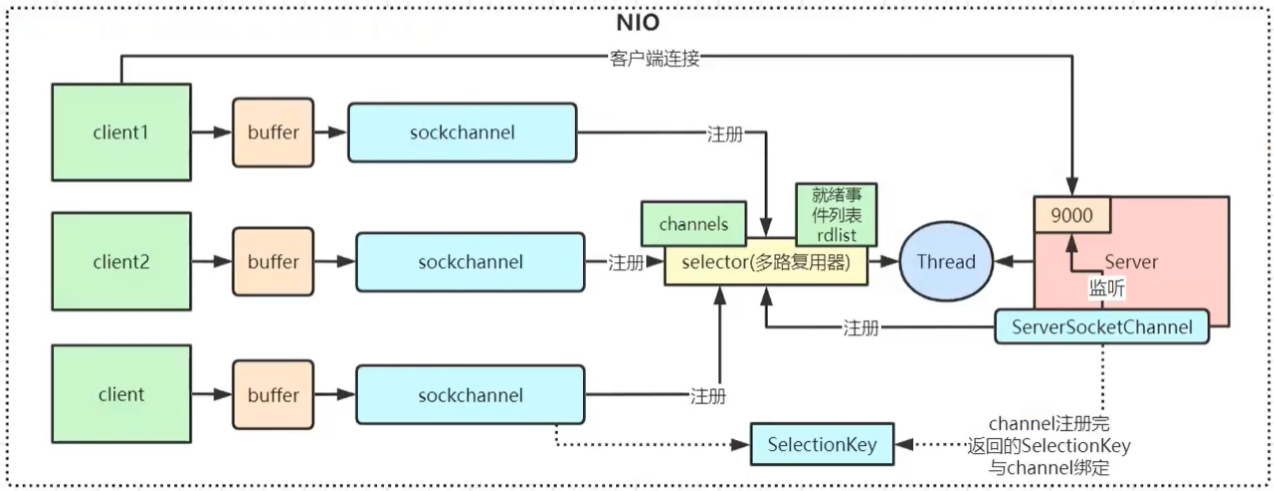 NIO
客户端连接
client1
buffer
sockchannel
注册
client2
buffer
sockchannel
注册
channels
就绪事
件列表
rdlist
selector(多路复用器)
Thread
9000
Server
监听
ServerSocketChannel
注册
client
buffer
sockchannel
注册
SelectionKey
channel注册完
返回的SelectionKey
与channel绑定